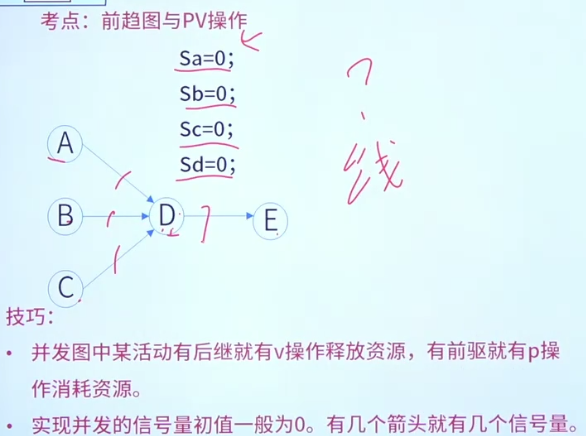 考点：前趋图与PV操作
Sa=0;
Sb=0;
Sc=0;
Sd=0;
线
A
B
D
E
C
技巧：
• 并发图中某活动有后继就有v操作释放资源，有前驱就有p操
作消耗资源。
• 实现并发的信号量初值一般为0。有几个箭头就有几个信号量。